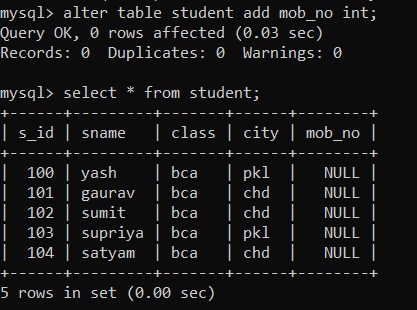 mysql> alter table student add mob_no int;
Query OK, 0 rows affected (0.03 sec)
Records: 0  Duplicates: 0  Warnings: 0

mysql> select * from student;
+------+---------+-------+------+--------+
| s_id | sname   | class | city | mob_no |
+------+---------+-------+------+--------+
|  100 | yash    | bca   | pkl  |   NULL |
|  101 | gaurav  | bca   | chd  |   NULL |
|  102 | sumit   | bca   | chd  |   NULL |
|  103 | supriya | bca   | pkl  |   NULL |
|  104 | satyam  | bca   | chd  |   NULL |
+------+---------+-------+------+--------+
5 rows in set (0.00 sec)